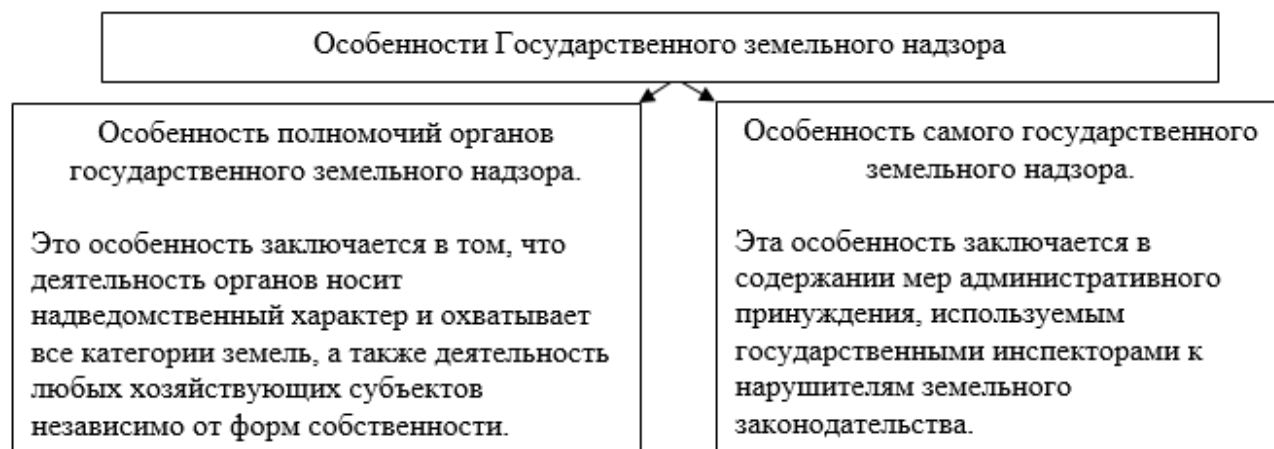 Особенности Государственного земельного надзора
Особенность полномочий органов
государственного земельного надзора.
Это особенность заключается в том, что
деятельность органов носит
надведомственный характер и охватывает
все категории земель, а также деятельность
любых хозяйствующих субъектов
независимо от форм собственности.
Особенность самого государственного
земельного надзора.
Эта особенность заключается в
содержании мер административного
принуждения, используемым
государственными инспекторами к
нарушителям земельного
законодательства.